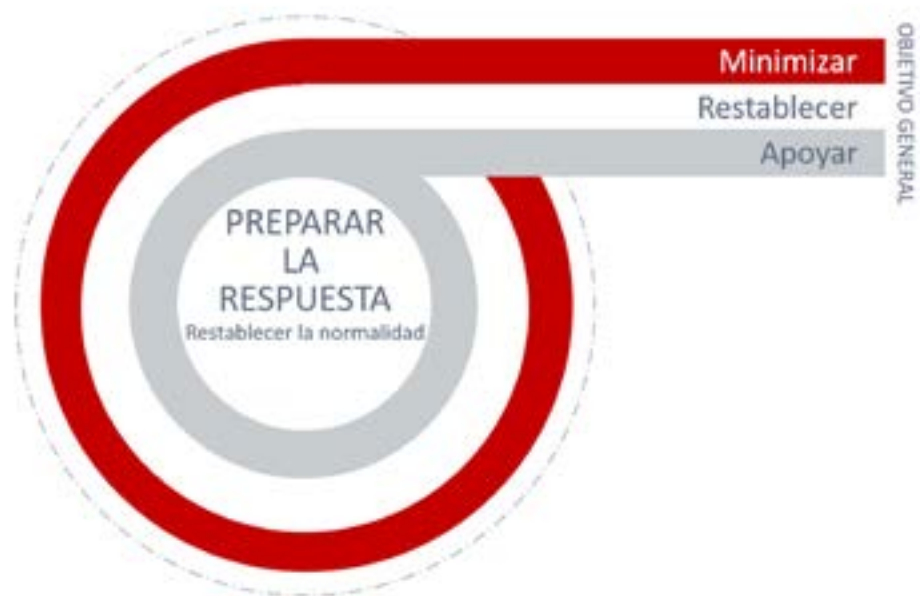 Minimizar
Restablecer
Apoyar
OBJETIVO GENERAL
PREPARAR
LA
RESPUESTA
Restablecer la normalidad